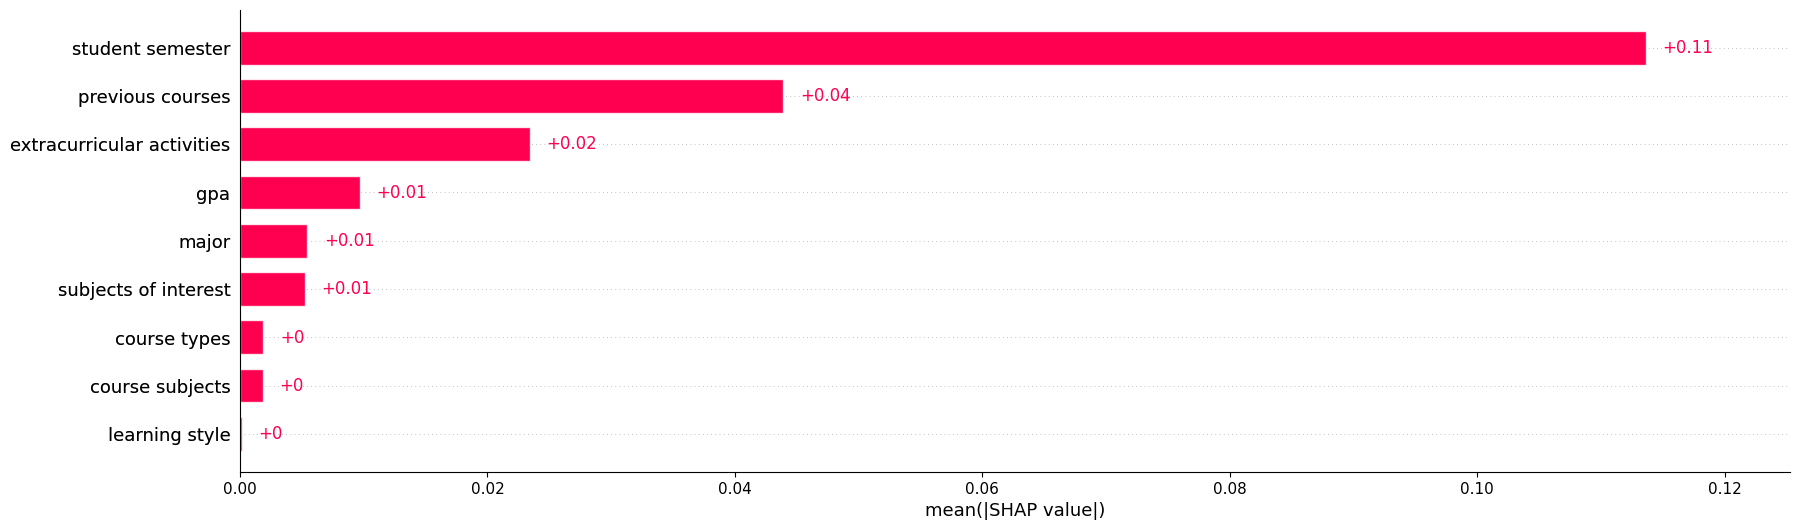 student semester +0.11
previous courses +0.04
extracurricular activities +0.02
gpa +0.01
major +0.01
subjects of interest +0.01
course types +0
course subjects +0
learning style +0
0.00 0.02 0.04 0.06 0.08 0.10 0.12
mean(|SHAP value|)